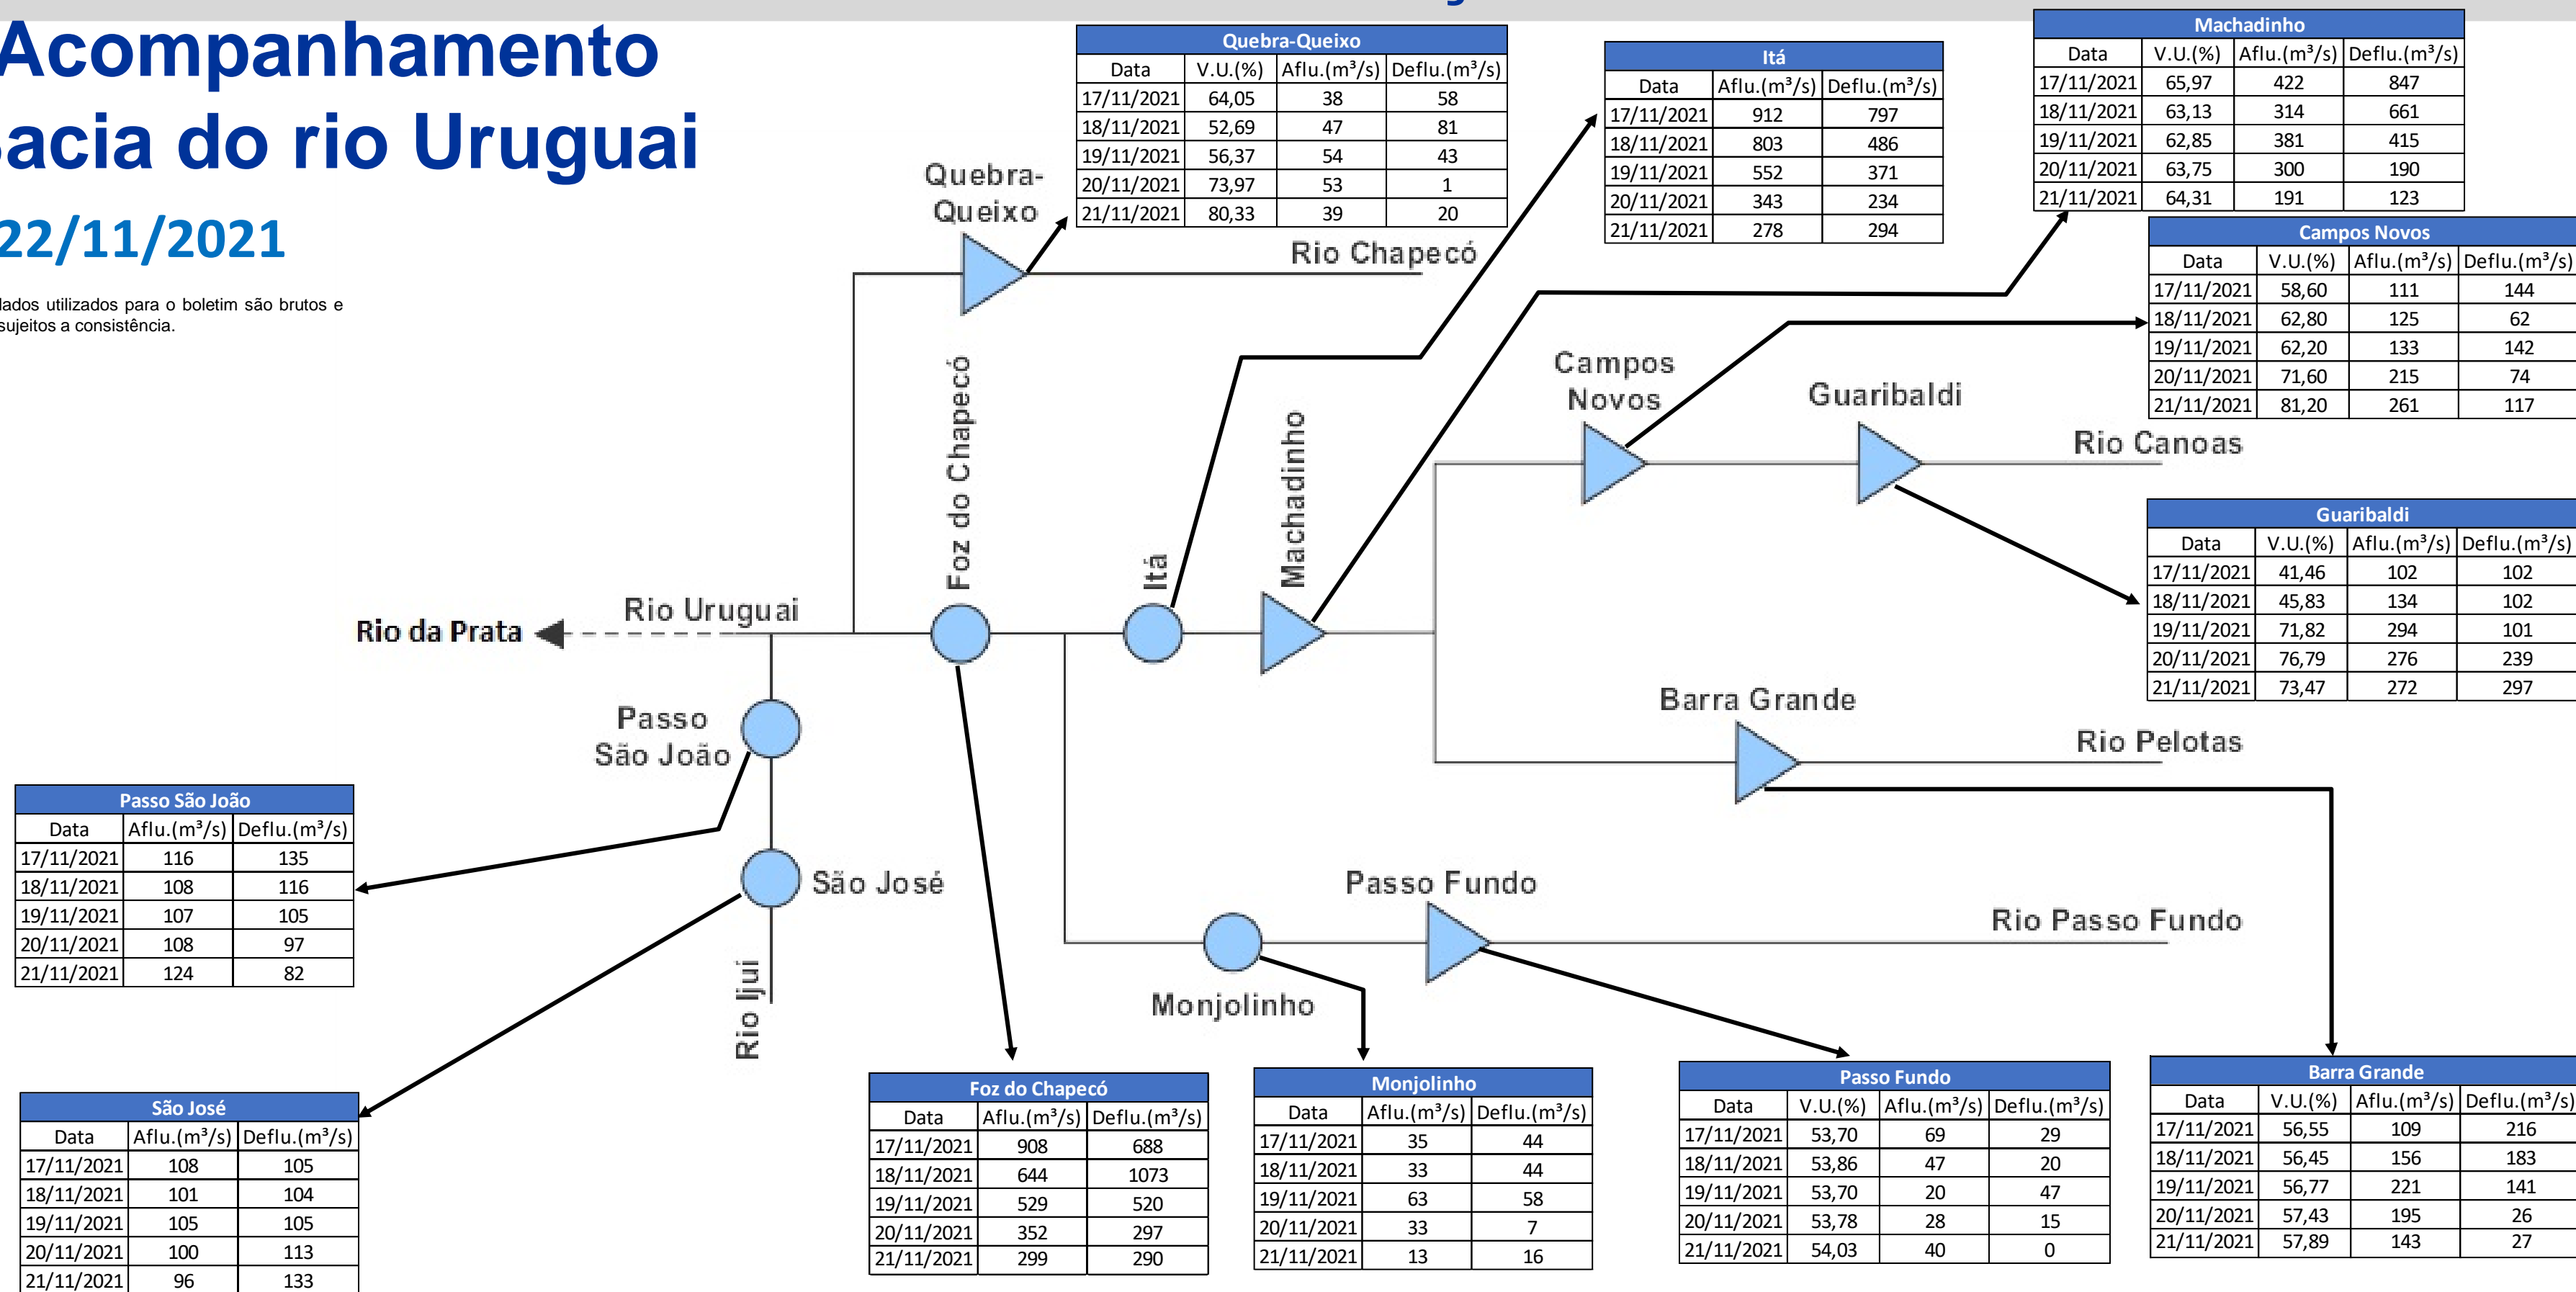 Acompanhamento
acia do rio Uruguai
22/11/2021
dados utilizados para o boletim são brutos e
sujeitos a consistência.
Quebra-Queixo
Data V.U.(%) Aflu.(m³/s) Deflu.(m³/s)
17/11/2021 64,05 38 58
18/11/2021 52,69 47 81
19/11/2021 56,37 54 43
20/11/2021 73,97 53 1
21/11/2021 80,33 39 20
Itá
Data Aflu.(m³/s) Deflu.(m³/s)
17/11/2021 912 797
18/11/2021 803 486
19/11/2021 552 371
20/11/2021 343 234
21/11/2021 278 294
Machadinho
Data V.U.(%) Aflu.(m³/s) Deflu.(m³/s)
17/11/2021 65,97 422 847
18/11/2021 63,13 314 661
19/11/2021 62,85 381 415
20/11/2021 63,75 300 190
21/11/2021 64,31 191 123
Campos Novos
Data V.U.(%) Aflu.(m³/s) Deflu.(m³/s)
17/11/2021 58,60 111 144
18/11/2021 62,80 125 62
19/11/2021 62,20 133 142
20/11/2021 71,60 215 74
21/11/2021 81,20 261 117
Quebra-
Queixo
Rio Chapecó
Foz do Chapecó
Itá
Machadinho
Campos
Novos
Guaribaldi
Rio Canoas
Guaribaldi
Data V.U.(%) Aflu.(m³/s) Deflu.(m³/s)
17/11/2021 41,46 102 102
18/11/2021 45,83 134 102
19/11/2021 71,82 294 101
20/11/2021 76,79 276 239
21/11/2021 73,47 272 297
Rio da Prata
Rio Uruguai
Passo
São João
Barra Grande
Rio Pelotas
São José
Rio Ijuí
Passo Fundo
Rio Passo Fundo
Monjolinho
Passo São João
Data Aflu.(m³/s) Deflu.(m³/s)
17/11/2021 116 135
18/11/2021 108 116
19/11/2021 107 105
20/11/2021 108 97
21/11/2021 124 82
São José
Data Aflu.(m³/s) Deflu.(m³/s)
17/11/2021 108 105
18/11/2021 101 104
19/11/2021 105 105
20/11/2021 100 113
21/11/2021 96 133
Foz do Chapecó
Data Aflu.(m³/s) Deflu.(m³/s)
17/11/2021 908 688
18/11/2021 644 1073
19/11/2021 529 520
20/11/2021 352 297
21/11/2021 299 290
Monjolinho
Data Aflu.(m³/s) Deflu.(m³/s)
17/11/2021 35 44
18/11/2021 33 44
19/11/2021 63 58
20/11/2021 33 7
21/11/2021 13 16
Passo Fundo
Data V.U.(%) Aflu.(m³/s) Deflu.(m³/s)
17/11/2021 53,70 69 29
18/11/2021 53,86 47 20
19/11/2021 53,70 20 47
20/11/2021 53,78 28 15
21/11/2021 54,03 40 0
Barra Grande
Data V.U.(%) Aflu.(m³/s) Deflu.(m³/s)
17/11/2021 56,55 109 216
18/11/2021 56,45 156 183
19/11/2021 56,77 221 141
20/11/2021 57,43 195 26
21/11/2021 57,89 143 27